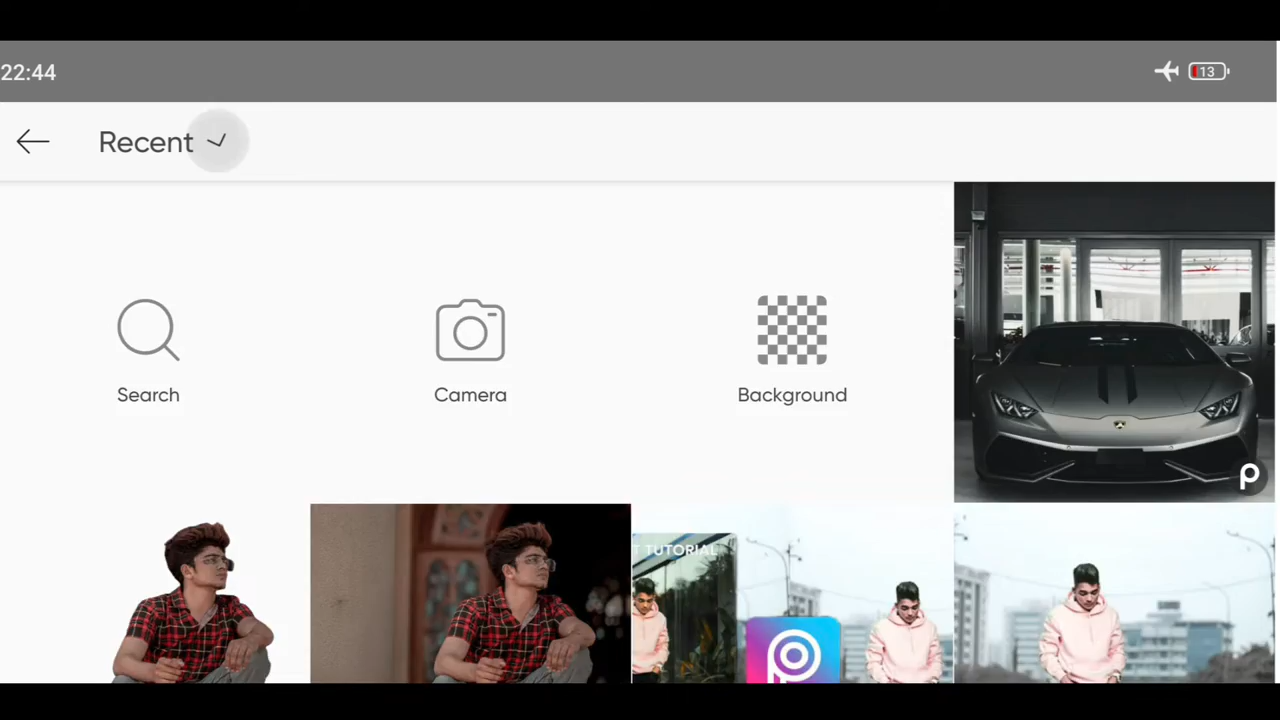 22:44
13
Recent
Search
Camera
Background
T TUTORIAL